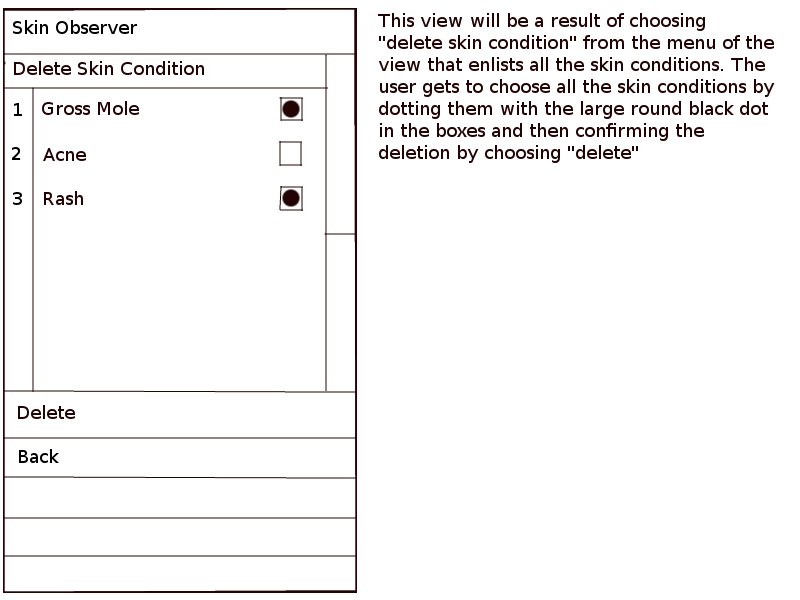 Skin Observer
Delete Skin Condition
1 Gross Mole
2 Acne
3 Rash
Delete
Back
This view will be a result of choosing
"delete skin condition" from the menu of the
view that enlists all the skin conditions. The
user gets to choose all the skin conditions by
dotting them with the large round black dot
in the boxes and then confirming the
deletion by choosing "delete"